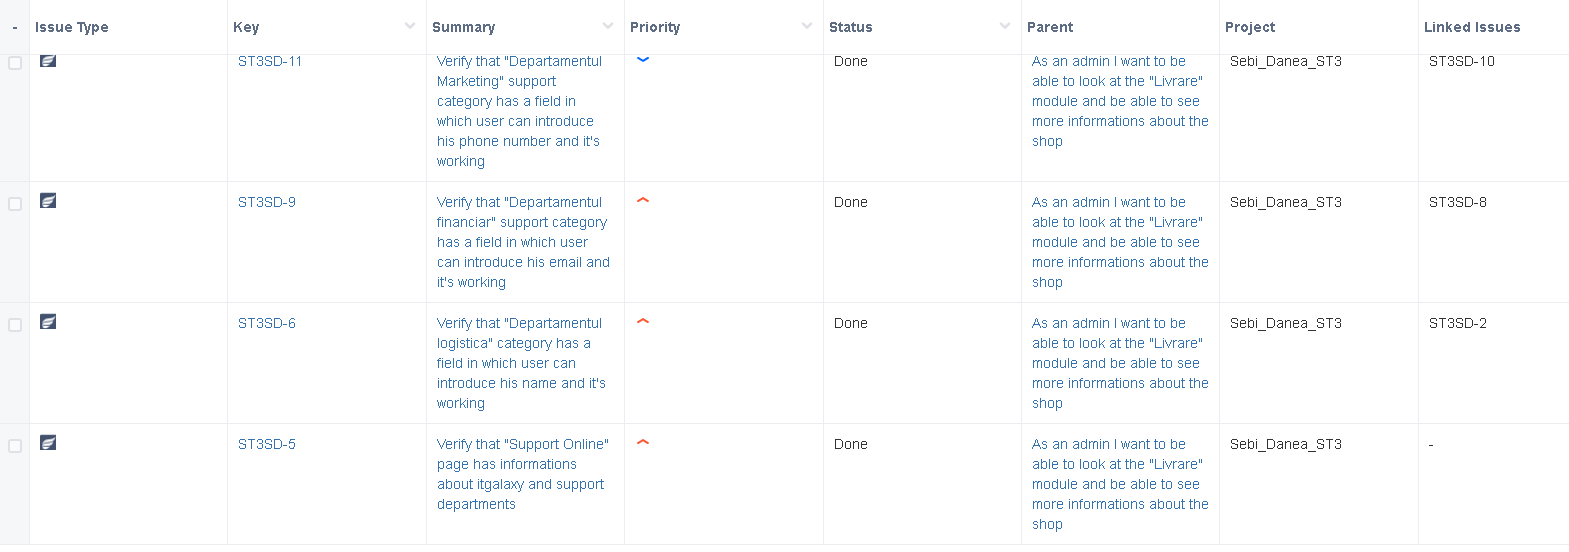 - Issue Type Key Summary Priority Status Parent Project Linked Issues
ST3SD-11
Verify that "Departamentul
Marketing" support
category has a field in
which user can introduce
his phone number and it's
working
Done
As an admin I want to be
able to look at the "Livrare"
module and be able to see
more informations about the
shop
Sebi_Danea_ST3
ST3SD-10
ST3SD-9
Verify that "Departamentul
financiar" support category
has a field in which user
can introduce his email and
it's working
Done
As an admin I want to be
able to look at the "Livrare"
module and be able to see
more informations about the
shop
Sebi_Danea_ST3
ST3SD-8
ST3SD-6
Verify that "Departamentul
logistica" category has a
field in which user can
introduce his name and it's
working
Done
As an admin I want to be
able to look at the "Livrare"
module and be able to see
more informations about the
shop
Sebi_Danea_ST3
ST3SD-2
ST3SD-5
Verify that "Support Online"
page has informations
about itgalaxy and support
departments
Done
As an admin I want to be
able to look at the "Livrare"
module and be able to see
more informations about the
shop
Sebi_Danea_ST3
-